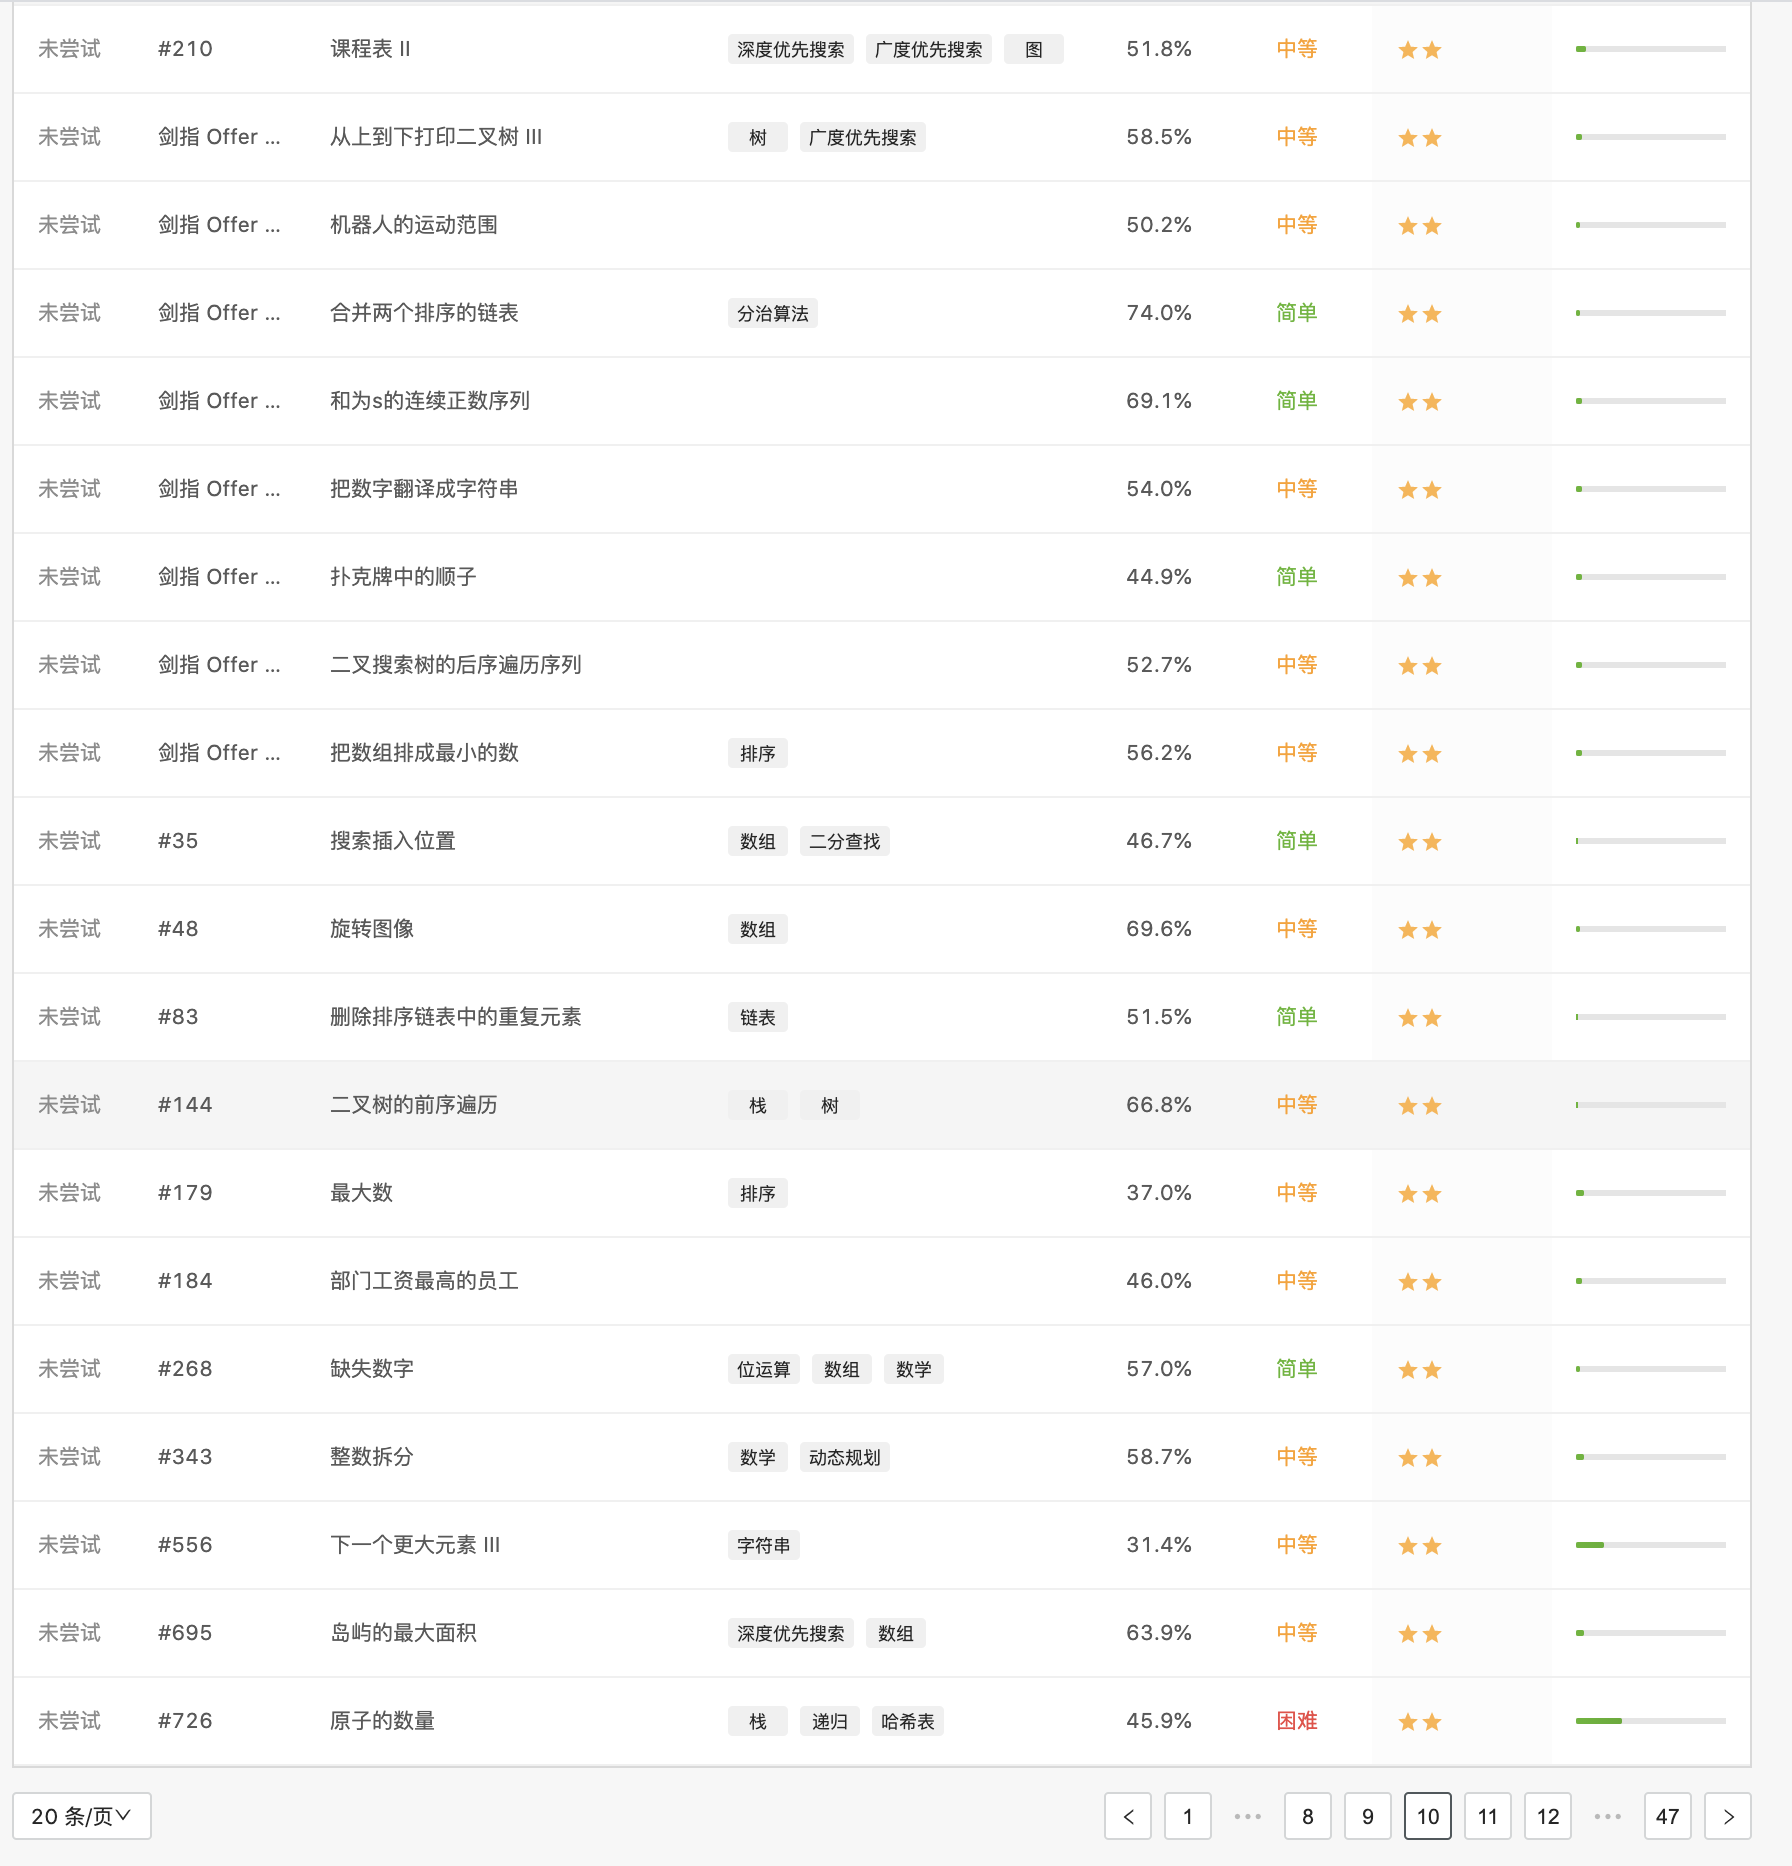 未尝试 #210 课程表 II 深度优先搜索 广度优先搜索 图 51.8% 中等
未尝试 剑指 Offer ... 从上到下打印二叉树 III 树 广度优先搜索 58.5% 中等
未尝试 剑指 Offer ... 机器人的运动范围 50.2% 中等
未尝试 剑指 Offer ... 合并两个排序的链表 分治算法 74.0% 简单
未尝试 剑指 Offer ... 和为s的连续正数序列 69.1% 简单
未尝试 剑指 Offer ... 把数字翻译成字符串 54.0% 中等
未尝试 剑指 Offer ... 扑克牌中的顺子 44.9% 简单
未尝试 剑指 Offer ... 二叉搜索树的后序遍历序列 52.7% 中等
未尝试 剑指 Offer ... 把数组排成最小的数 排序 56.2% 中等
未尝试 #35 搜索插入位置 数组 二分查找 46.7% 简单
未尝试 #48 旋转图像 数组 69.6% 中等
未尝试 #83 删除排序链表中的重复元素 链表 51.5% 简单
未尝试 #144 二叉树的前序遍历 栈 树 66.8% 中等
未尝试 #179 最大数 排序 37.0% 中等
未尝试 #184 部门工资最高的员工 46.0% 中等
未尝试 #268 缺失数字 位运算 数组 数学 57.0% 简单
未尝试 #343 整数拆分 数学 动态规划 58.7% 中等
未尝试 #556 下一个更大元素 III 字符串 31.4% 中等
未尝试 #695 岛屿的最大面积 深度优先搜索 数组 63.9% 中等
未尝试 #726 原子的数量 栈 递归 哈希表 45.9% 困难
20 条/页 < 1 ••• 8 9 10 11 12 ••• 47 >